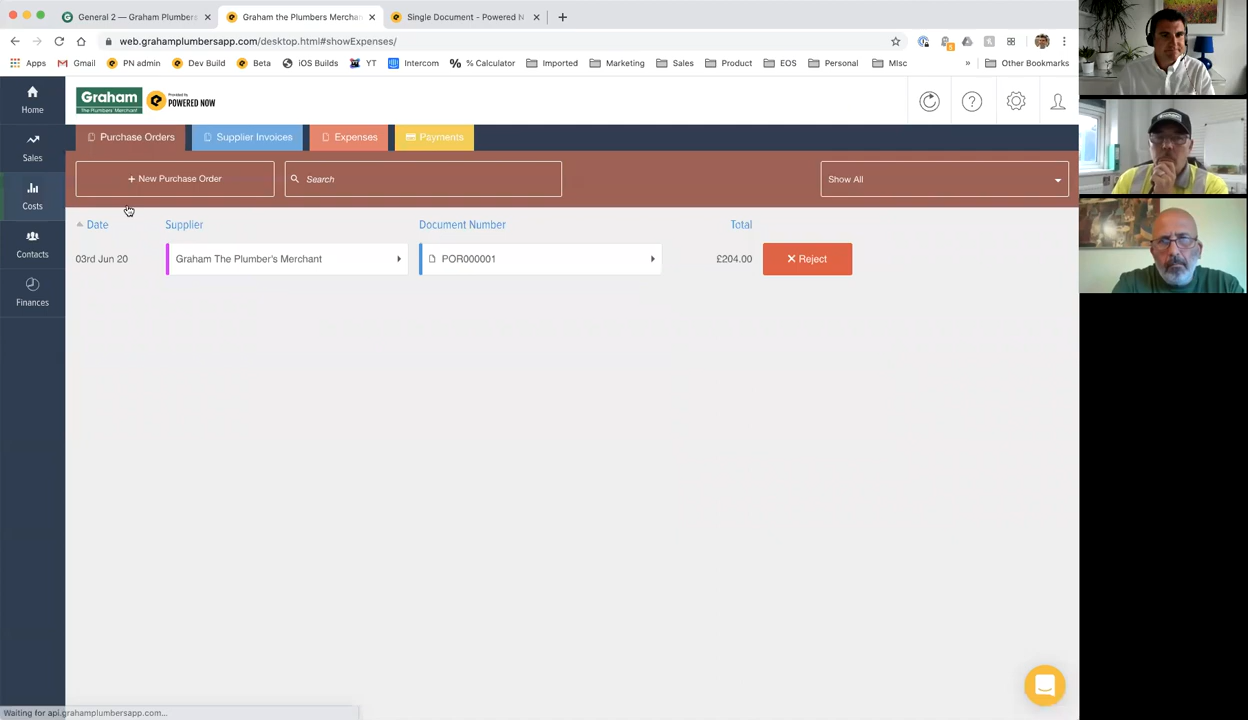 General 2 — Graham Plumbers
Graham the Plumbers Merchan
Single Document - Powered N
web.grahamplumbersapp.com/desktop.html#showExpenses/
Apps
Gmail
PN admin
Dev Build
Beta
iOS Builds
YT
Intercom
% Calculator
Imported
Marketing
Sales
Product
EOS
Personal
Misc
»
Other Bookmarks
Home
Sales
Costs
Contacts
Finances
Graham
The Plumbers Merchant
Provided by
POWERED NOW
Purchase Orders
Supplier Invoices
Expenses
Payments
+ New Purchase Order
Search
Show All
Date
Supplier
Document Number
Total
03rd Jun 20
Graham The Plumber's Merchant
POR000001
£204.00
Reject
Waiting for api.grahamplumbersapp.com...